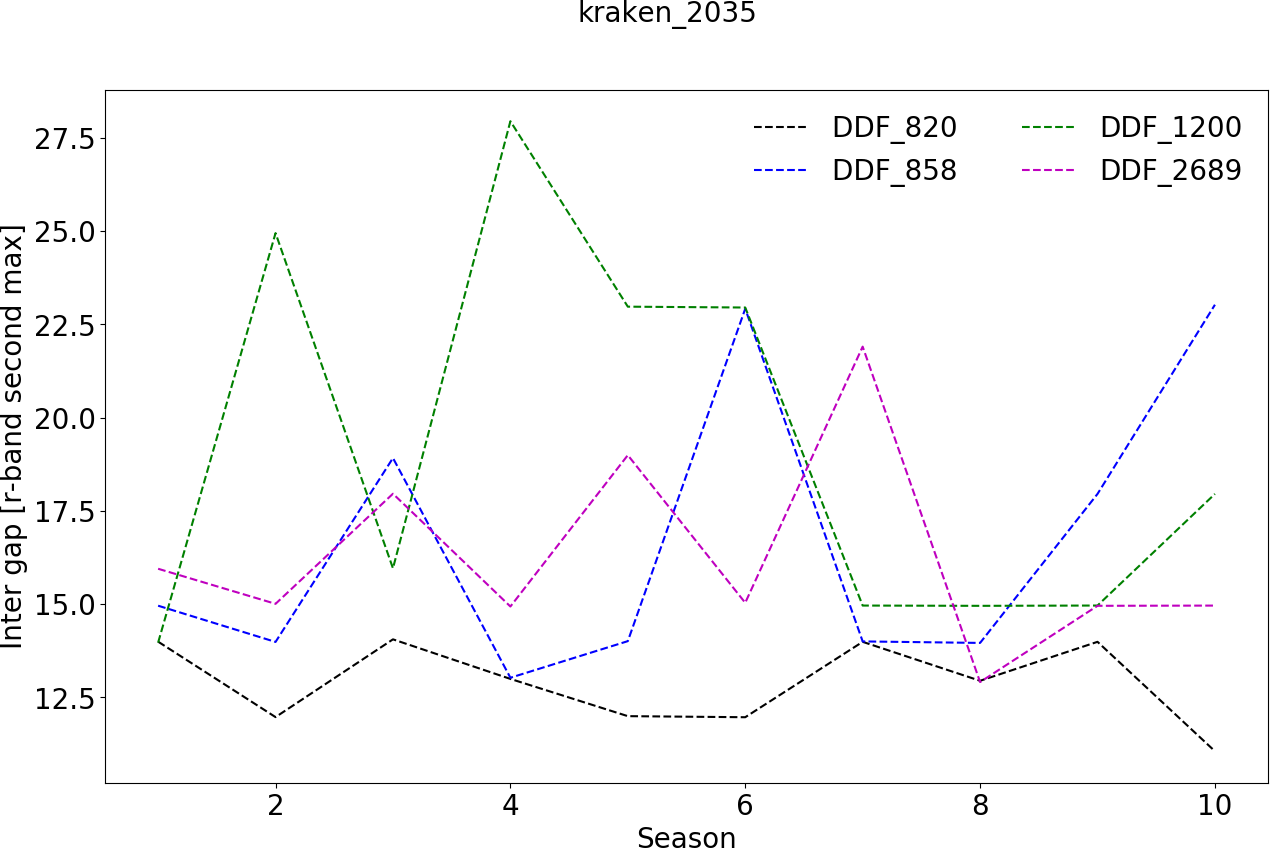 kraken_2035
Inter gap [r-band second max]
27.5
25.0
22.5
20.0
17.5
15.0
12.5
DDF_820
DDF_858
DDF_1200
DDF_2689
2 4 6 8 10
Season